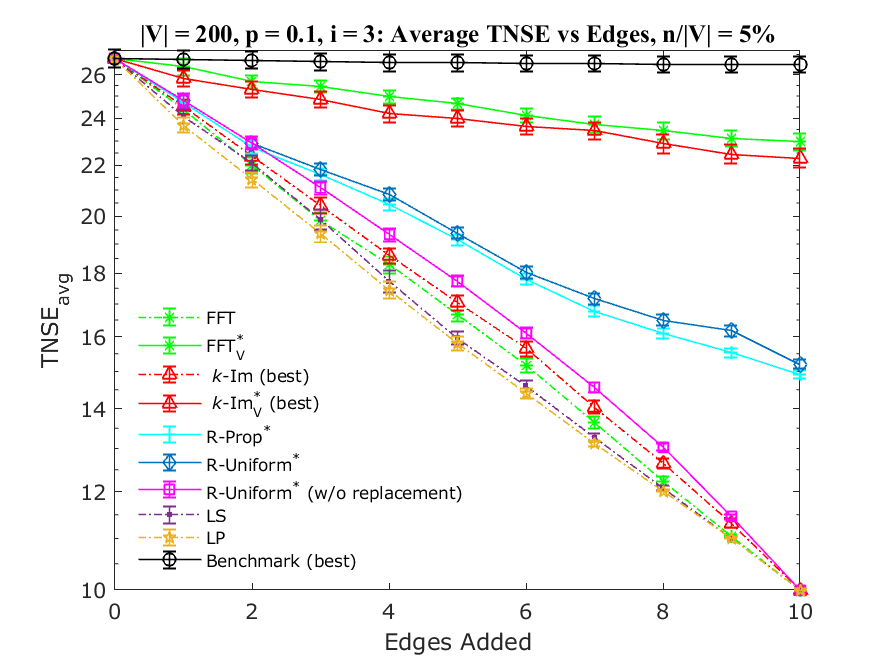 |V| = 200, p = 0.1, i = 3: Average TNSE vs Edges, n/|V| = 5%
26
24
22
20
18
16
14
12
10
TNSE_avg
FFT
FFT*_V
k-Im (best)
k-Im*_V (best)
R-Prop*
R-Uniform*
R-Uniform* (w/o replacement)
LS
LP
Benchmark (best)
0 2 4 6 8 10
Edges Added